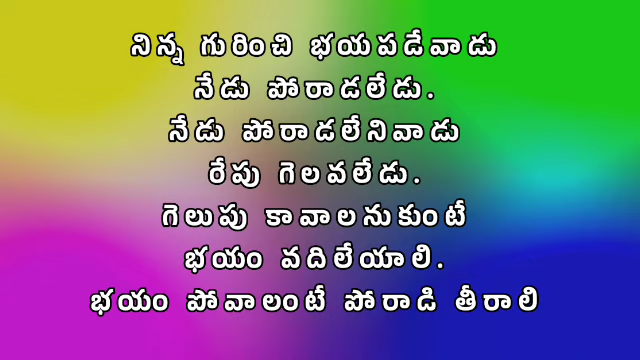 నిన్న గురించి భయపడేవాడు
నేడు పోరాడలేడు.
నేడు పోరాడలేనివాడు
రేపు గెలవలేడు.
గెలుపు కావాలనుకుంటే
భయం వదిలేయాలి.
భయం పోవాలంటే పోరాడి తీరాలి